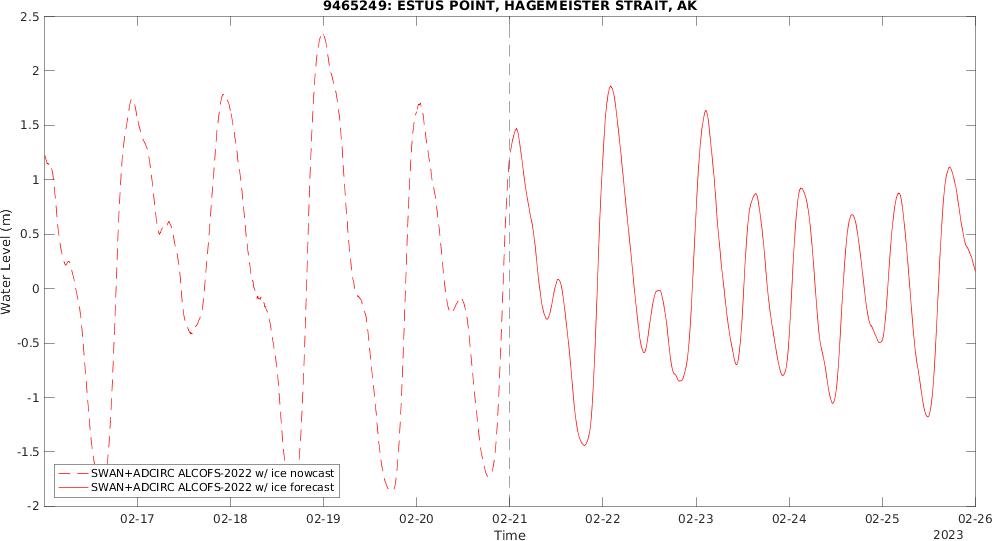 9465249: ESTUS POINT, HAGEMEISTER STRAIT, AK
2.5
2
1.5
1
0.5
0
-0.5
-1
-1.5
-2
Water Level (m)
SWAN+ADCIRC ALCOFS-2022 w/ ice nowcast
SWAN+ADCIRC ALCOFS-2022 w/ ice forecast
02-17 02-18 02-19 02-20 02-21 02-22 02-23 02-24 02-25 02-26
Time
2023